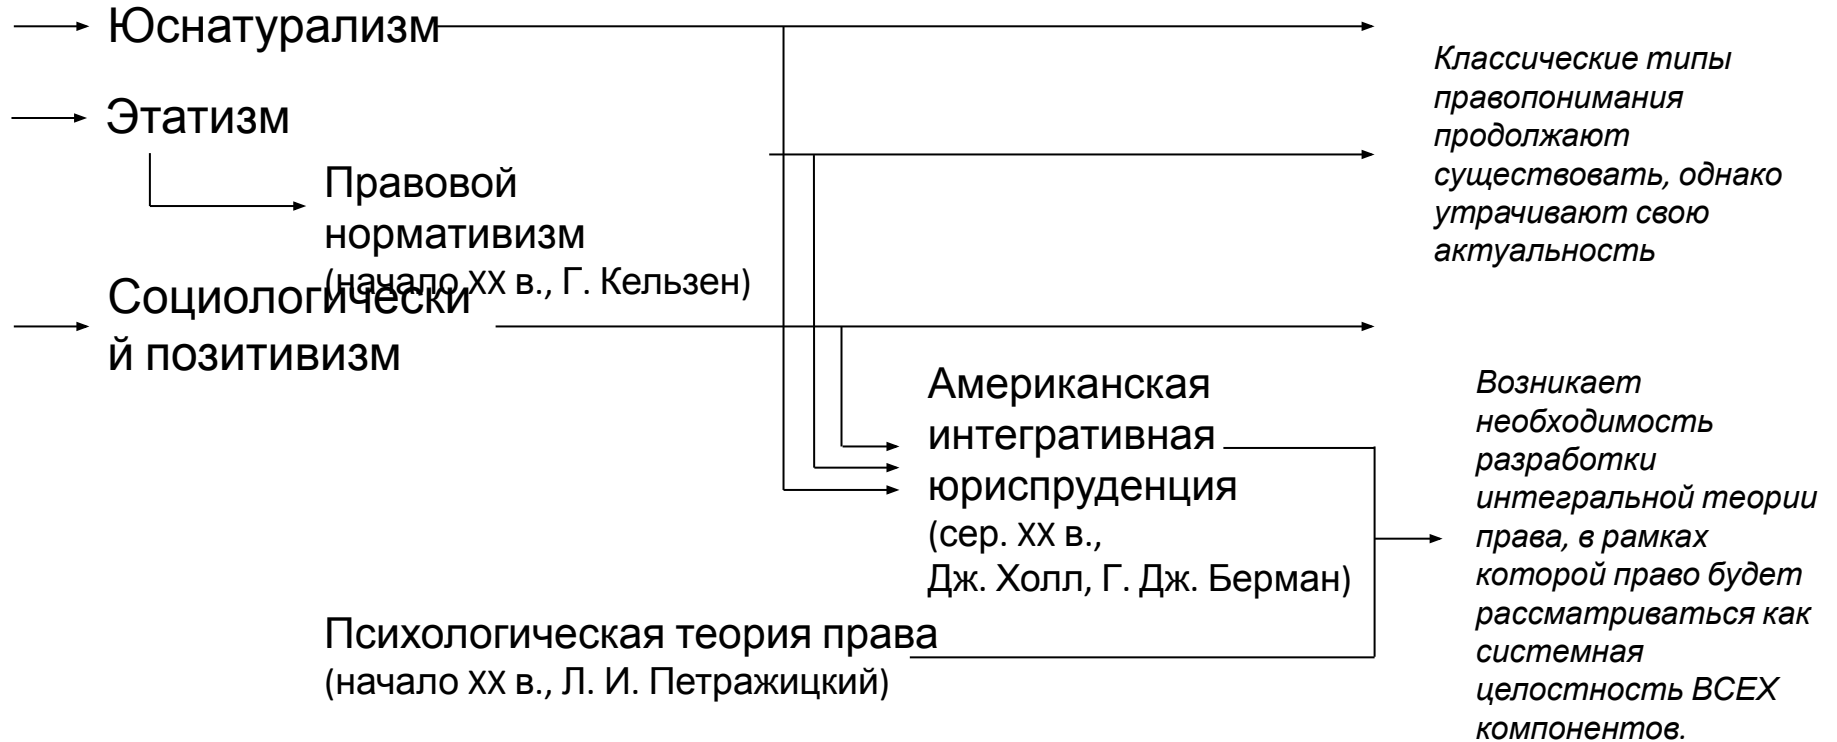 Юснатурализм
Этатизм
Правовой
нормативизм
(начало XX в., Г. Кельзен)
Социологически
й позитивизм
Классические типы
правопонимания
продолжают
существовать, однако
утрачивают свою
актуальность
Американская
интегративная
юриспруденция
(сер. XX в.,
Дж. Холл, Г. Дж. Берман)
Психологическая теория права
(начало XX в., Л. И. Петражицкий)
Возникает
необходимость
разработки
интегральной теории
права, в рамках
которой право будет
рассматриваться как
системная
целостность ВСЕХ
компонентов.